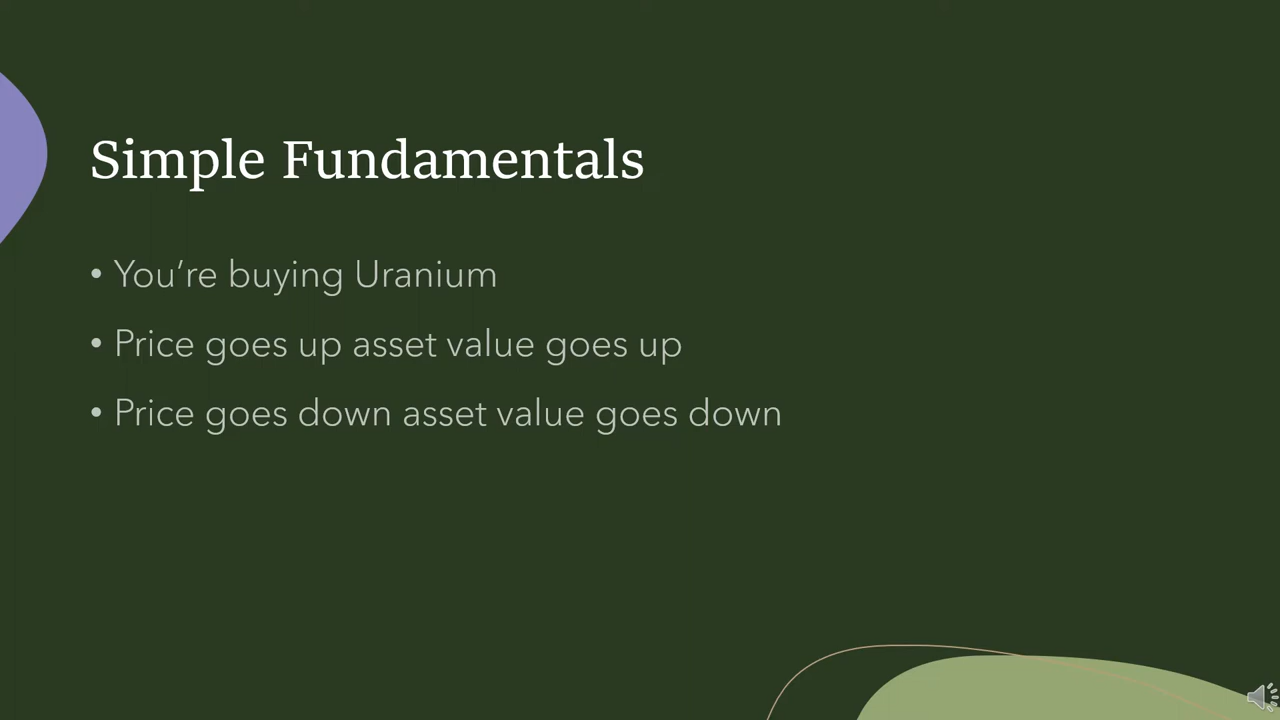 Simple Fundamentals
• You’re buying Uranium
• Price goes up asset value goes up
• Price goes down asset value goes down